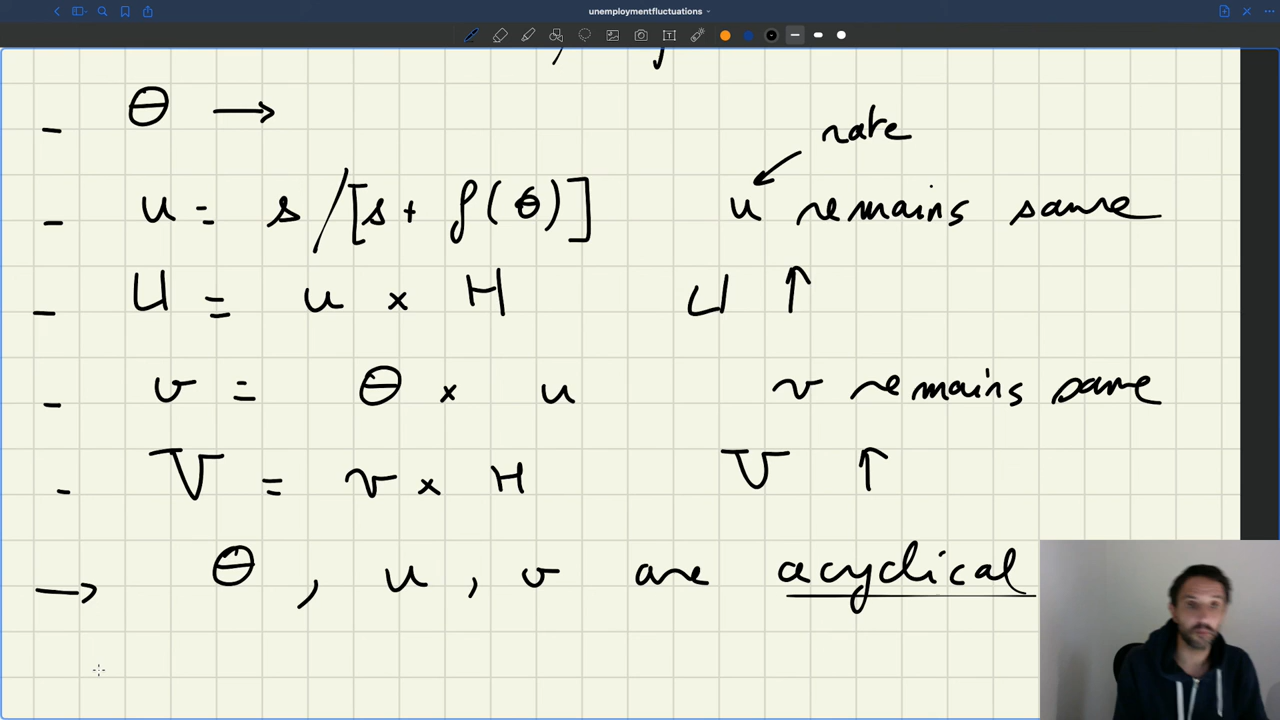 unemploymentfluctuations
- θ →
rate
- u = s/[s + f(θ)] u remains same
- U = u × H U ↑
- v = θ × u v remains same
- V = v × H V ↑
→ θ, u, v are acyclical